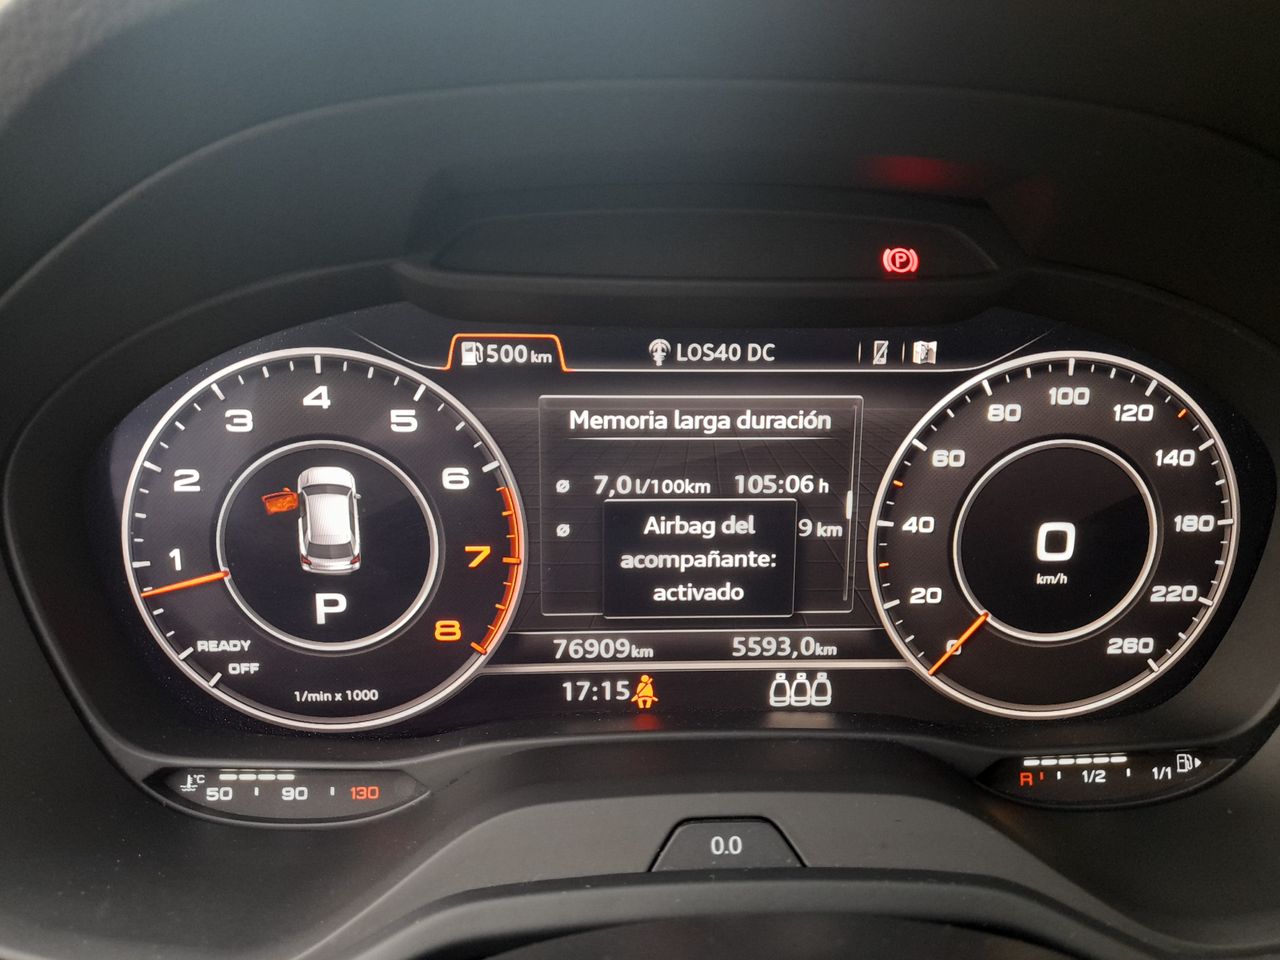 P
500 km
LOS40 DC
1
2
3
4
5
6
7
8
P
READY
OFF
1/min x 1000
Memoria larga duración
ø 7,0 l/100km 105:06 h
ø 9 km
Airbag del
acompañante:
activado
76909km 5593,0km
17:15
0
20
40
60
80
100
120
140
180
220
260
0
km/h
°C
50 90 130
R 1/2 1/1
0.0